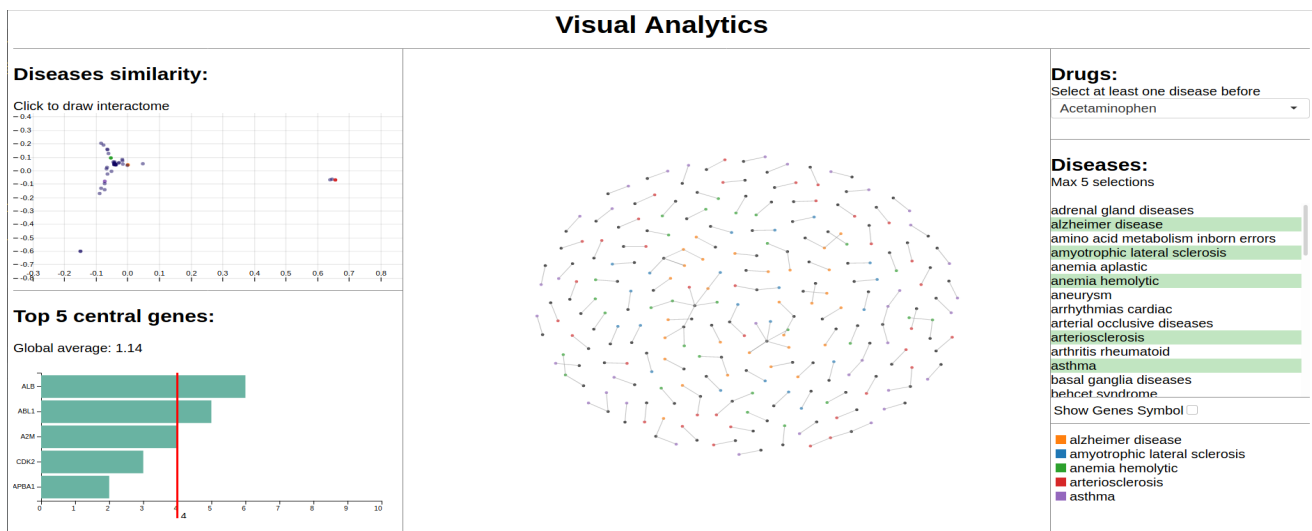 Visual Analytics
Diseases similarity:
Click to draw interactome
0.4
0.3
0.2
0.1
0.0
-0.1
-0.2
-0.3
-0.4
-0.5
-0.6
-0.7
-0.8
-0.3 -0.2 -0.1 0.0 0.1 0.2 0.3 0.4 0.5 0.6 0.7 0.8
Top 5 central genes:
Global average: 1.14
ALB
ABL1
A2M
CDK2
APBA1
0 1 2 3 4 5 6 7 8 9 10
4
Drugs:
Select at least one disease before
Acetaminophen
Diseases:
Max 5 selections
adrenal gland diseases
alzheimer disease
amino acid metabolism inborn errors
amyotrophic lateral sclerosis
anemia aplastic
anemia hemolytic
aneurysm
arrhythmias cardiac
arterial occlusive diseases
arteriosclerosis
arthritis rheumatoid
asthma
basal ganglia diseases
behcet syndrome
Show Genes Symbol
alzheimer disease
amyotrophic lateral sclerosis
anemia hemolytic
arteriosclerosis
asthma